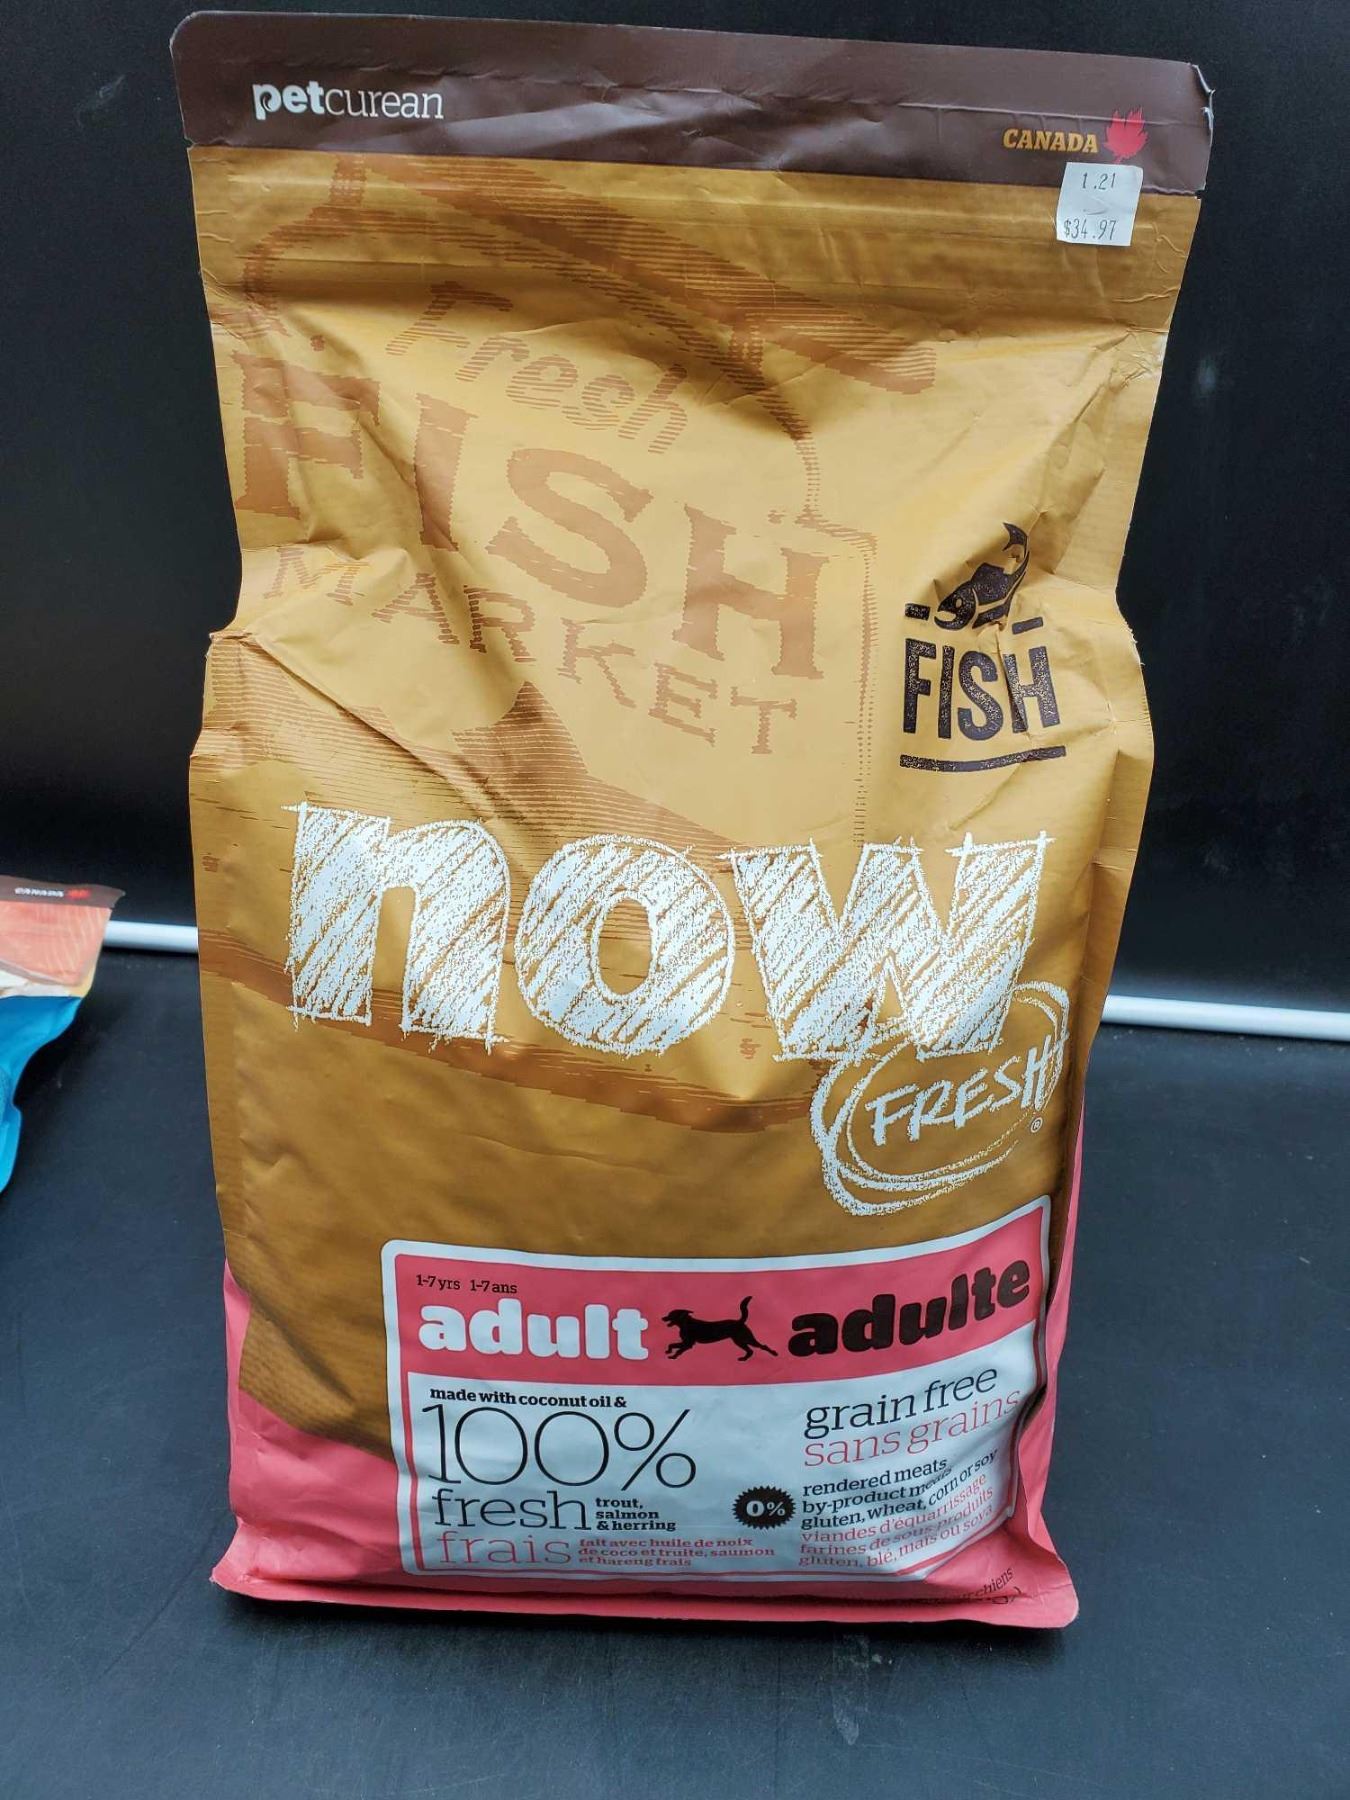 petcurean
CANADA
1.21
$34.97
Fresh
FISH
MARKET
FISH
now
FRESH
®
1-7 yrs 1-7 ans
adult adulte
made with coconut oil &
100%
fresh
trout,
salmon
& herring
frais
fait avec huile de noix
de coco et truite, saumon
et hareng frais
grain free
sans grains
0%
rendered meats
by-product meals
gluten, wheat, corn or soy
viandes d'équarrissage
farines de sous-produits
gluten, blé, maïs ou soya
chiens
CANADA